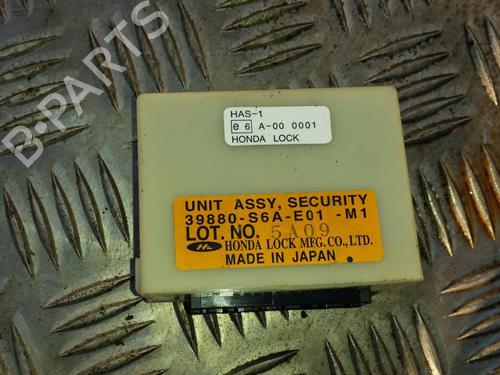 B-PARTS
HAS-1
e 6 A-00 0001
HONDA LOCK
UNIT ASSY, SECURITY
39880-S6A-E01 -M1
LOT. NO. 5A09
HL HONDA LOCK MFG. CO., LTD.
MADE IN JAPAN